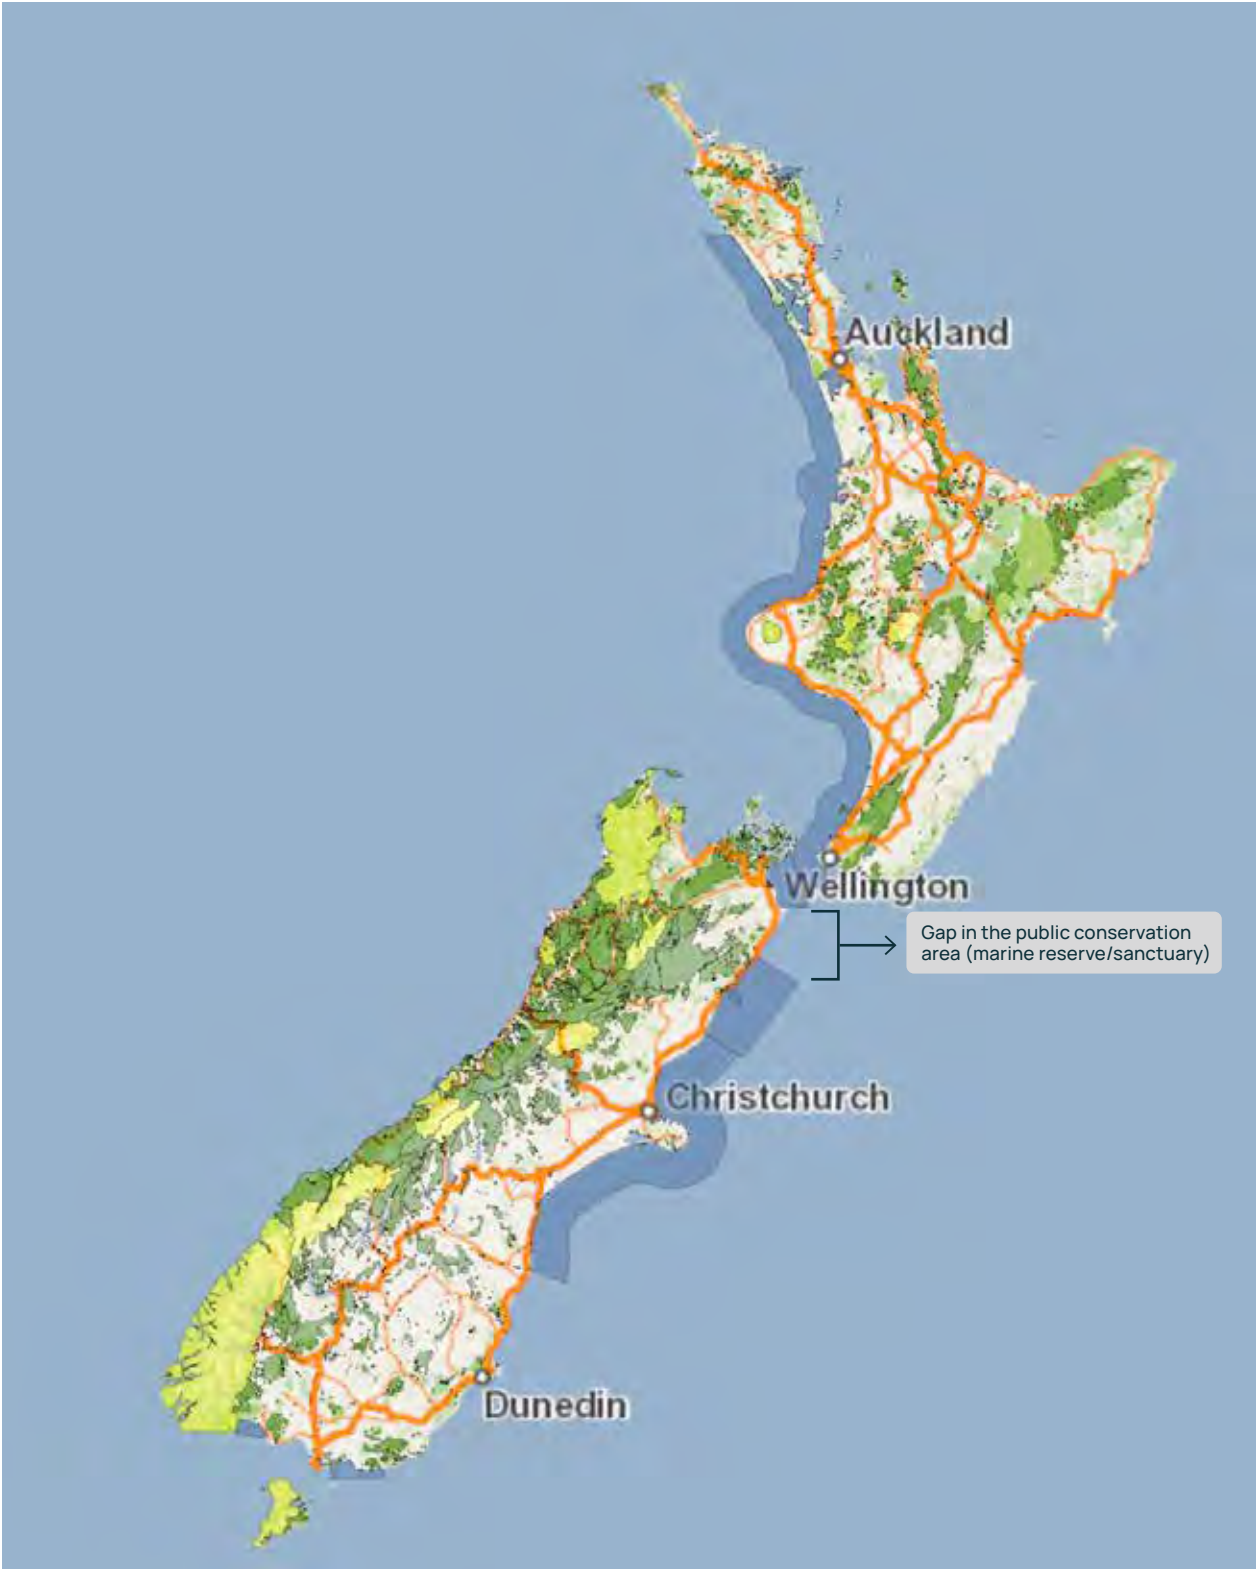 Auckland
Wellington
Gap in the public conservation
area (marine reserve/sanctuary)
Christchurch
Dunedin